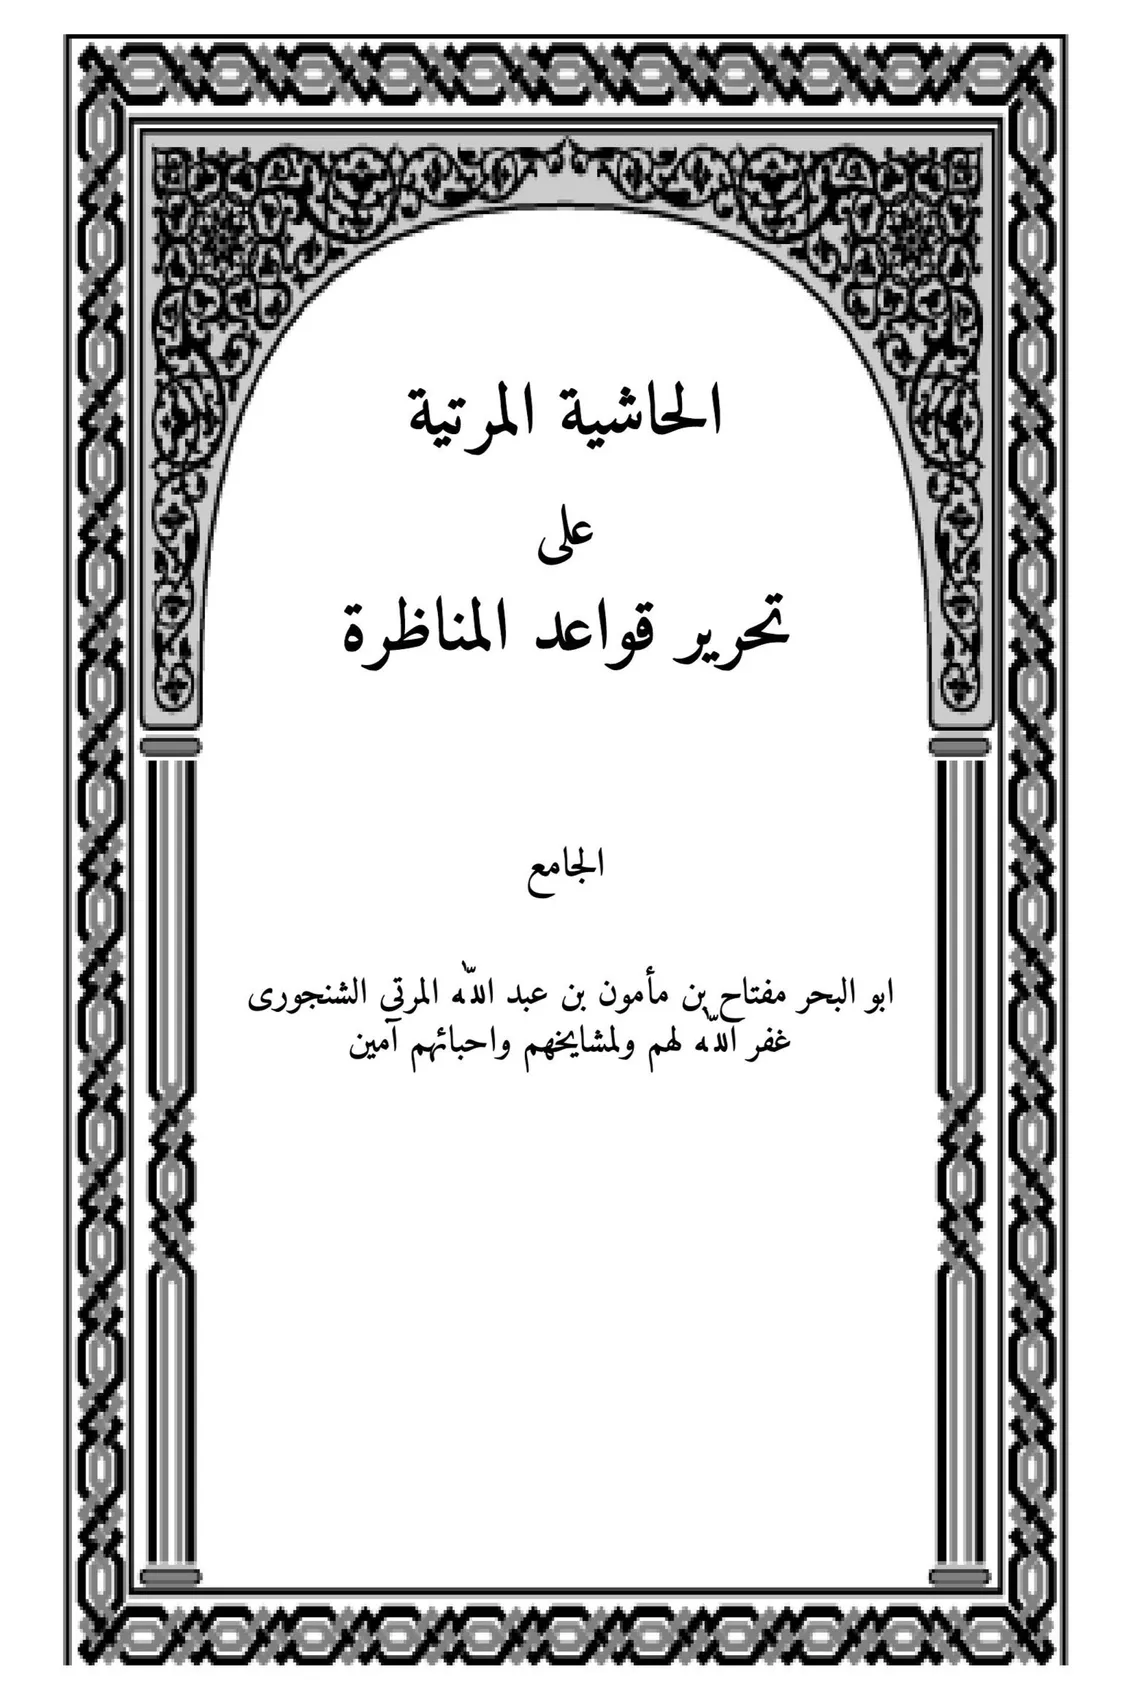 الحاشية المرتية
على
تحرير قواعد المناظرة
الجامع
ابو البحر مفتاح بن مأمون بن عبد الله المرتى الشنجورى
غفر الله لهم ولمشايخهم واحبائهم آمين